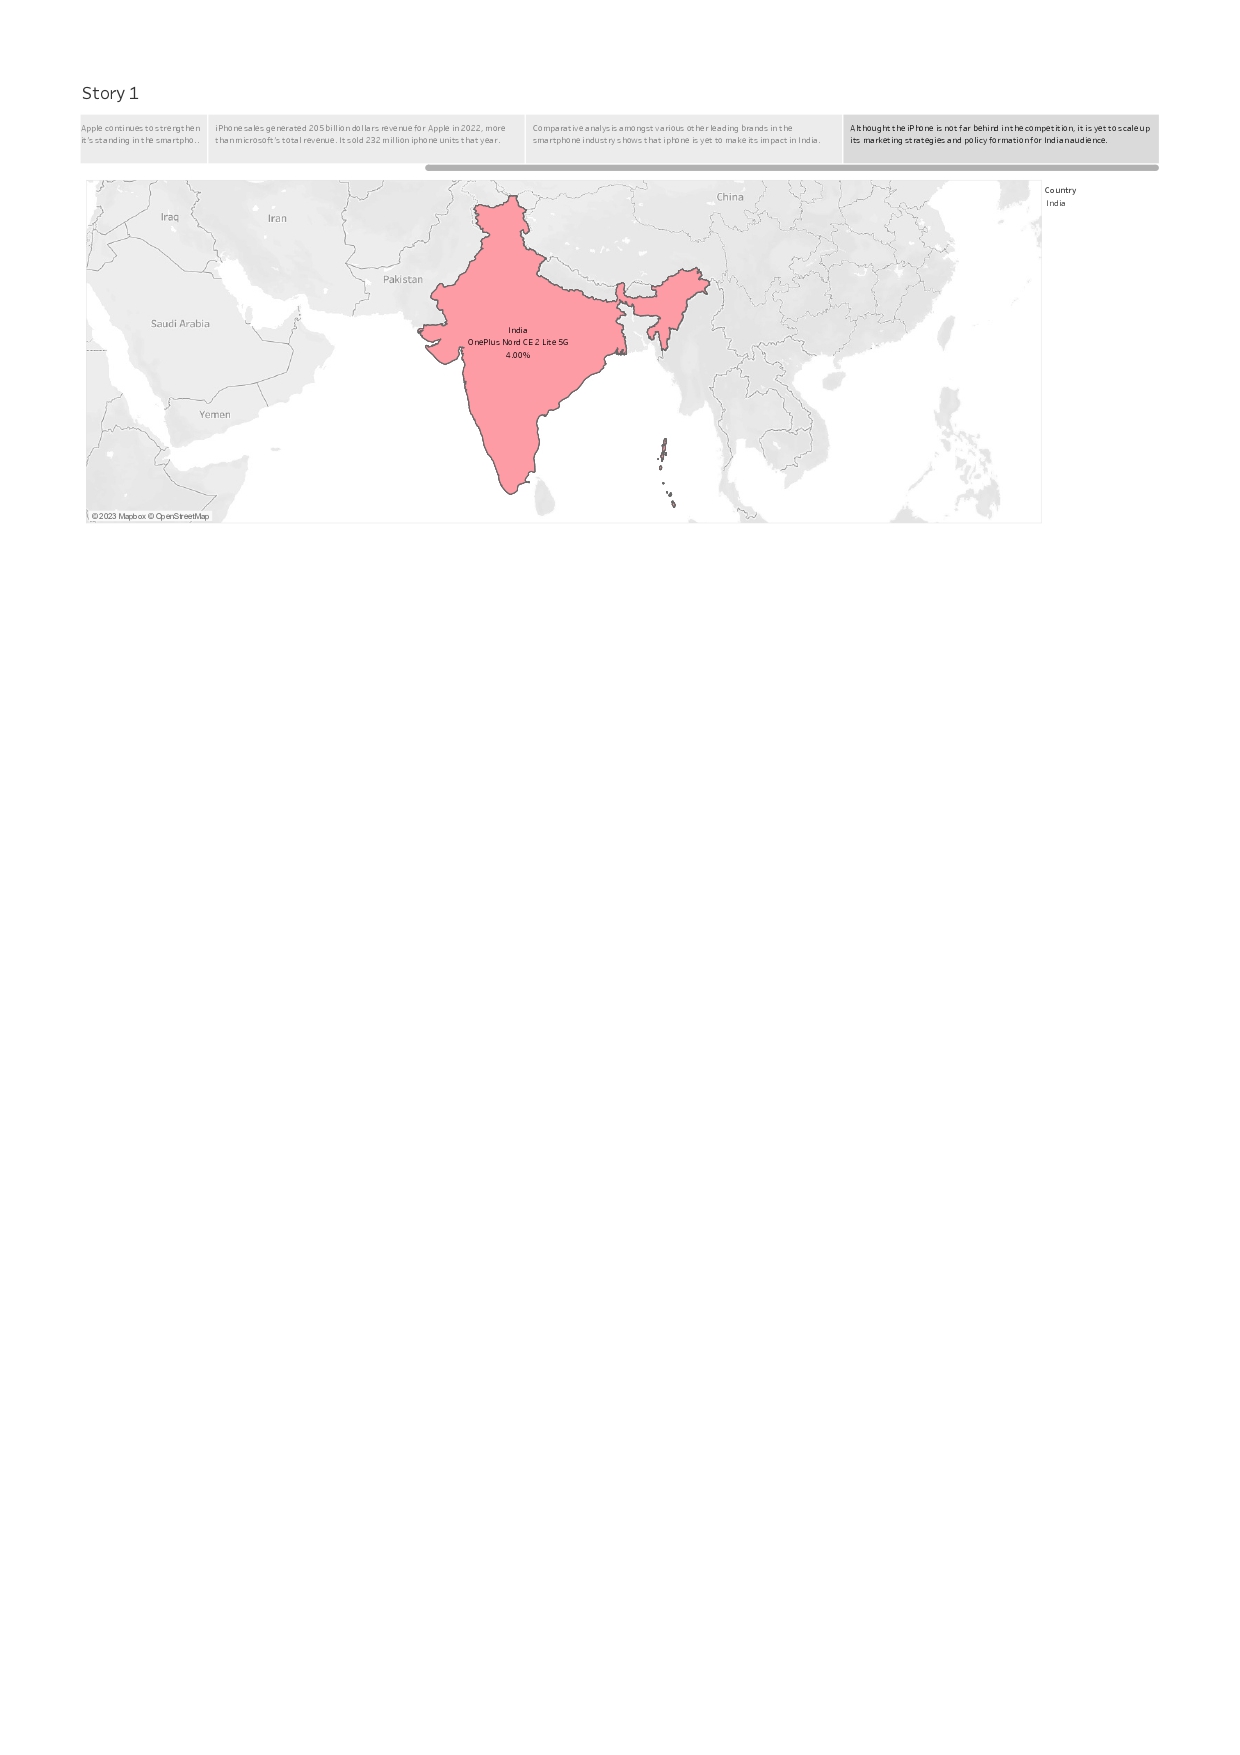 Story 1
Apple continues to strengthen
it's standing in the smartpho..
iPhone sales generated 205 billion dollars revenue for Apple in 2022, more
than microsoft's total revenue. It sold 232 million iphone units that year.
Comparative analysis amongst various other leading brands in the
smartphone industry shows that iphone is yet to make its impact in India.
Althought the iPhone is not far behind in the competition, it is yet to scale up
its marketing strategies and policy formation for Indian audience.
Country
India
China
Iraq
Iran
Pakistan
Saudi Arabia
India
OnePlus Nord CE 2 Lite 5G
4.00%
Yemen
© 2023 Mapbox © OpenStreetMap